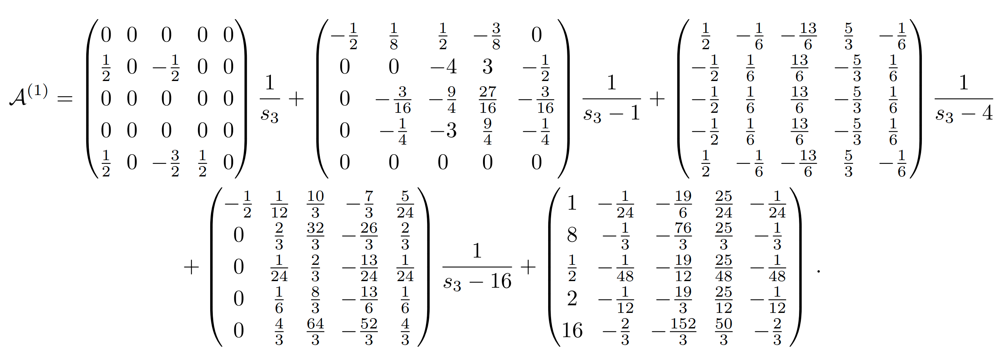 \mathcal{A}^{(1)} = \begin{pmatrix} 0 & 0 & 0 & 0 & 0 \\ \frac{1}{2} & 0 & -\frac{1}{2} & 0 & 0 \\ 0 & 0 & 0 & 0 & 0 \\ 0 & 0 & 0 & 0 & 0 \\ \frac{1}{2} & 0 & -\frac{3}{2} & \frac{1}{2} & 0 \end{pmatrix} \frac{1}{s_3} + \begin{pmatrix} -\frac{1}{2} & \frac{1}{8} & \frac{1}{2} & -\frac{3}{8} & 0 \\ 0 & 0 & -4 & 3 & -\frac{1}{2} \\ 0 & -\frac{3}{16} & -\frac{9}{4} & \frac{27}{16} & -\frac{3}{16} \\ 0 & -\frac{1}{4} & -3 & \frac{9}{4} & -\frac{1}{4} \\ 0 & 0 & 0 & 0 & 0 \end{pmatrix} \frac{1}{s_3 - 1} + \begin{pmatrix} \frac{1}{2} & -\frac{1}{6} & -\frac{13}{6} & \frac{5}{3} & -\frac{1}{6} \\ -\frac{1}{2} & \frac{1}{6} & \frac{13}{6} & -\frac{5}{3} & \frac{1}{6} \\ -\frac{1}{2} & \frac{1}{6} & \frac{13}{6} & -\frac{5}{3} & \frac{1}{6} \\ -\frac{1}{2} & \frac{1}{6} & \frac{13}{6} & -\frac{5}{3} & \frac{1}{6} \\ \frac{1}{2} & -\frac{1}{6} & -\frac{13}{6} & \frac{5}{3} & -\frac{1}{6} \end{pmatrix} \frac{1}{s_3 - 4}
+ \begin{pmatrix} -\frac{1}{2} & \frac{1}{12} & \frac{10}{3} & -\frac{7}{3} & \frac{5}{24} \\ 0 & \frac{2}{3} & \frac{32}{3} & -\frac{26}{3} & \frac{2}{3} \\ 0 & \frac{1}{24} & \frac{2}{3} & -\frac{13}{24} & \frac{1}{24} \\ 0 & \frac{1}{6} & \frac{8}{3} & -\frac{13}{6} & \frac{1}{6} \\ 0 & \frac{4}{3} & \frac{64}{3} & -\frac{52}{3} & \frac{4}{3} \end{pmatrix} \frac{1}{s_3 - 16} + \begin{pmatrix} 1 & -\frac{1}{24} & -\frac{19}{6} & \frac{25}{24} & -\frac{1}{24} \\ 8 & -\frac{1}{3} & -\frac{76}{3} & \frac{25}{3} & -\frac{1}{3} \\ \frac{1}{2} & -\frac{1}{48} & -\frac{19}{12} & \frac{25}{48} & -\frac{1}{48} \\ 2 & -\frac{1}{12} & -\frac{19}{3} & \frac{25}{12} & -\frac{1}{12} \\ 16 & -\frac{2}{3} & -\frac{152}{3} & \frac{50}{3} & -\frac{2}{3} \end{pmatrix} .